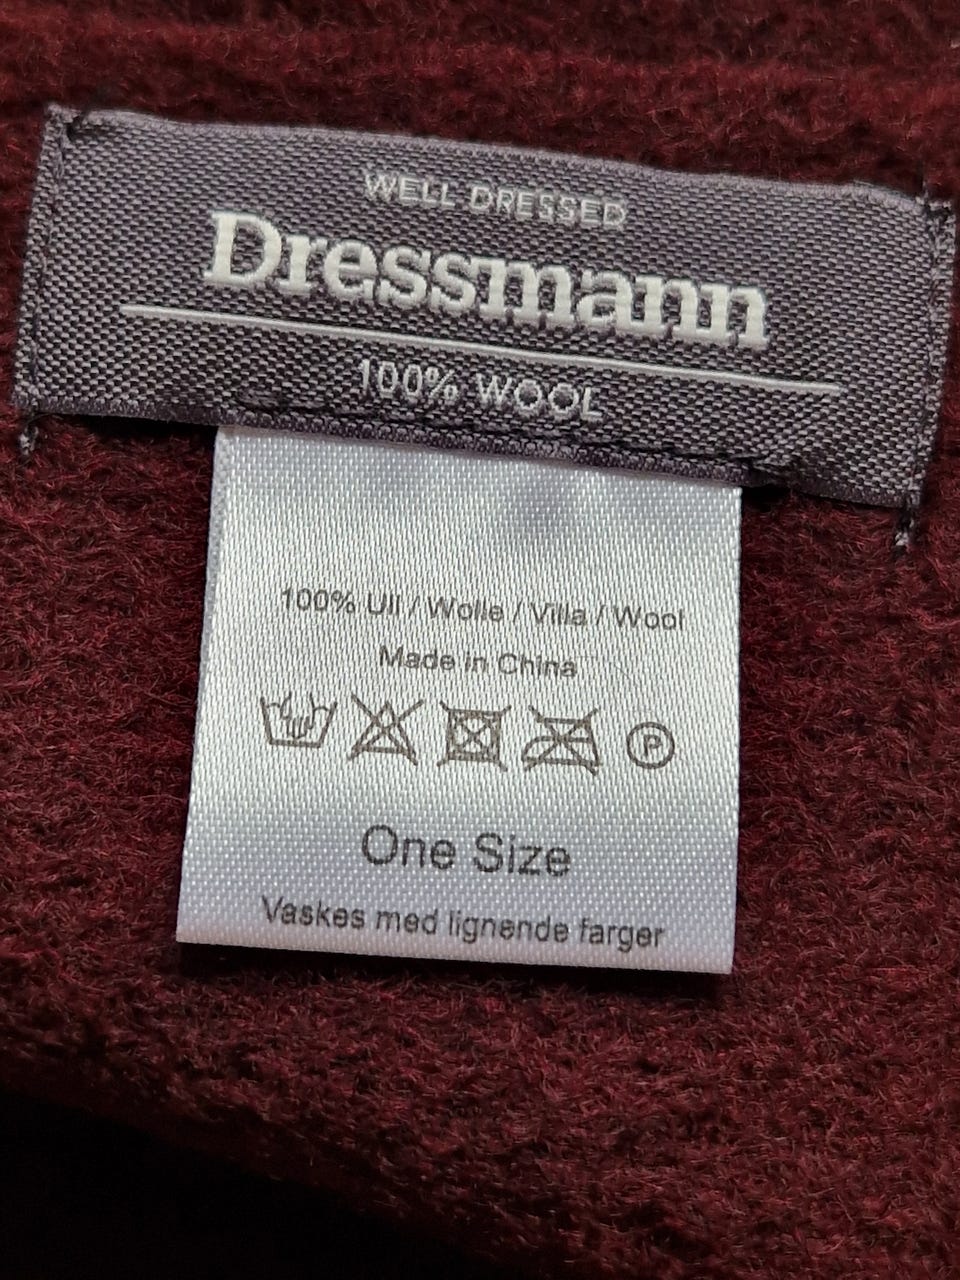 WELL DRESSED
Dressmann
100% WOOL
100% Ull / Wolle / Villa / Wool
Made in China
P
One Size
Vaskes med lignende farger